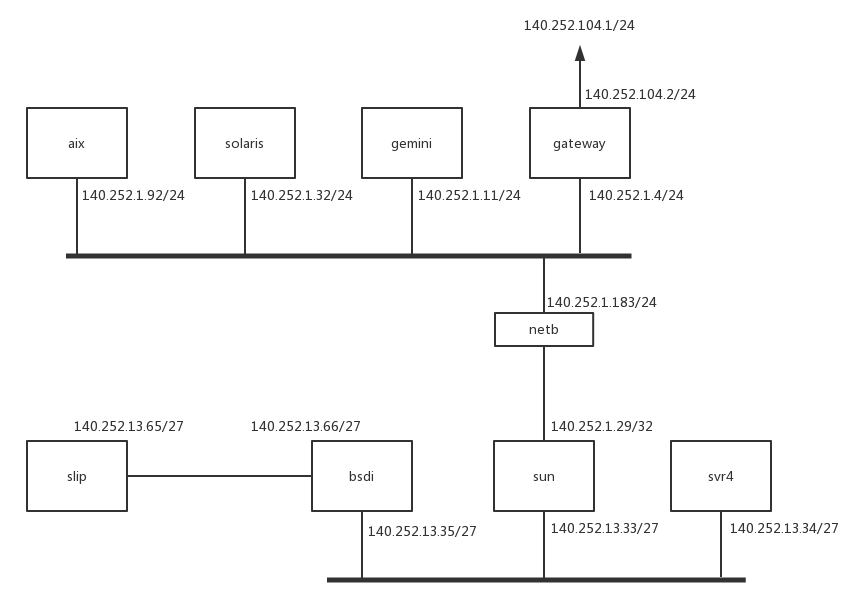 140.252.104.1/24
140.252.104.2/24
aix
solaris
gemini
gateway
140.252.1.92/24
140.252.1.32/24
140.252.1.11/24
140.252.1.4/24
140.252.1.183/24
netb
140.252.13.65/27
140.252.13.66/27
140.252.1.29/32
slip
bsdi
sun
svr4
140.252.13.35/27
140.252.13.33/27
140.252.13.34/27